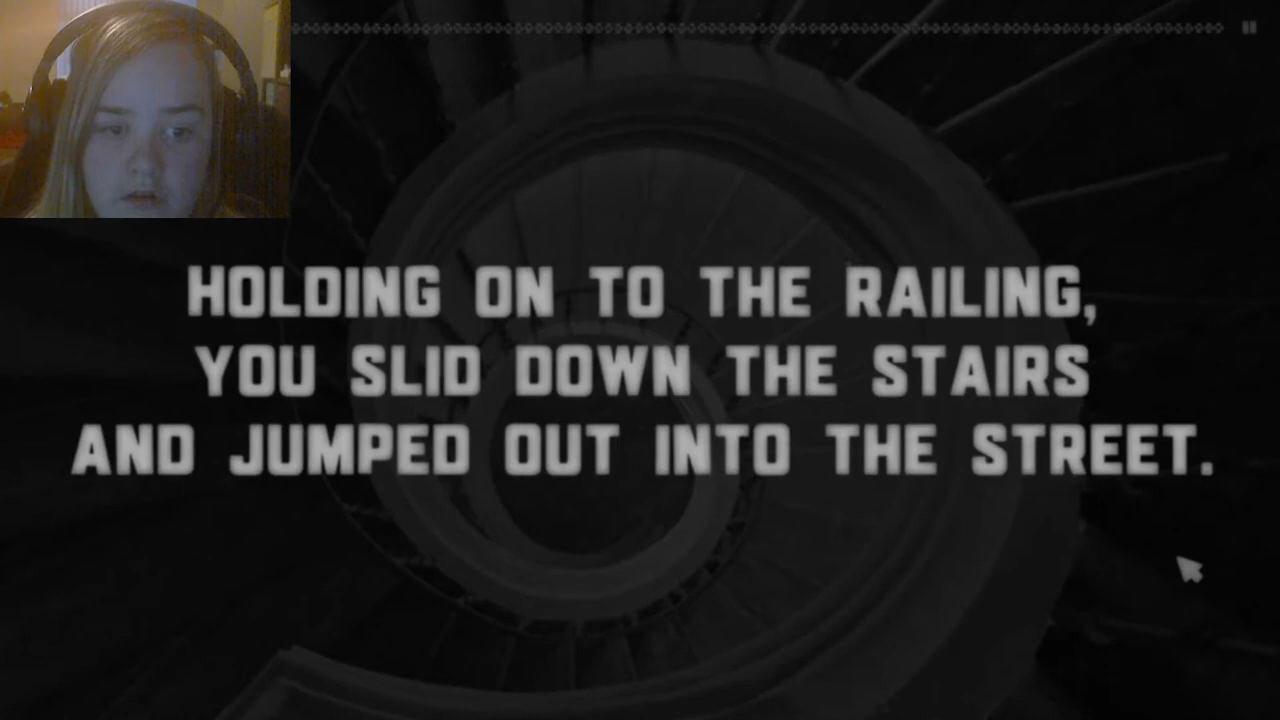 HOLDING ON TO THE RAILING,
YOU SLID DOWN THE STAIRS
AND JUMPED OUT INTO THE STREET.